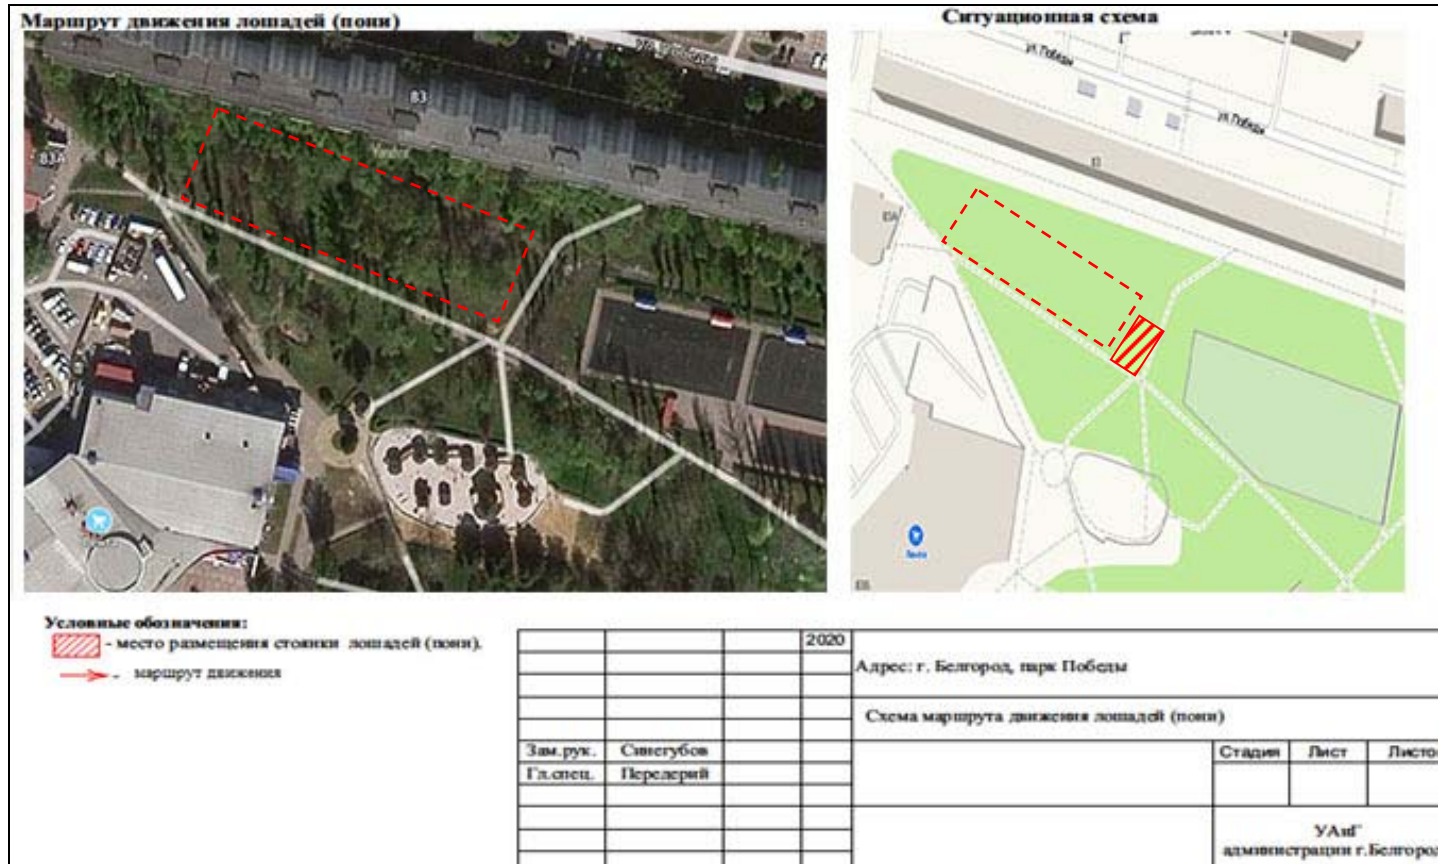 Маршрут движения лошадей (пони)
Ситуационная схема
83
83А
ул.Победы
ул.Победы
Лента
Условные обозначения:
- место размещения стоянки лошадей (пони).
- маршрут движения
2020
Адрес: г. Белгород, парк Победы
Схема маршрута движения лошадей (пони)
Зам.рук. Синегубов
Гл.спец. Передерий
Стадия Лист Листо
УАиГ
администрации г.Белгород